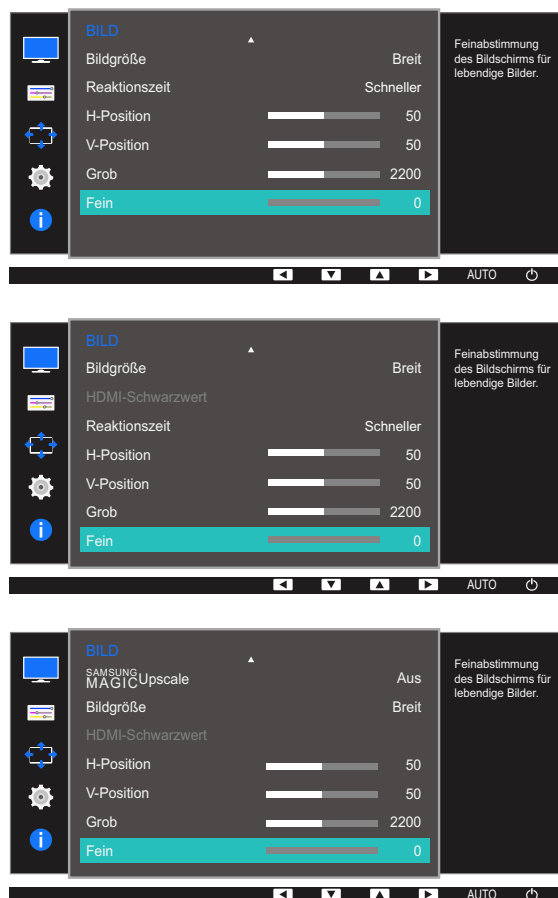 BILD
Bildgröße Breit
Reaktionszeit Schneller
H-Position 50
V-Position 50
Grob 2200
Fein 0
Feinabstimmung
des Bildschirms für
lebendige Bilder.
AUTO
BILD
Bildgröße Breit
HDMI-Schwarzwert
Reaktionszeit Schneller
H-Position 50
V-Position 50
Grob 2200
Fein 0
Feinabstimmung
des Bildschirms für
lebendige Bilder.
AUTO
BILD
SAMSUNG
MAGICUpscale Aus
Bildgröße Breit
HDMI-Schwarzwert
H-Position 50
V-Position 50
Grob 2200
Fein 0
Feinabstimmung
des Bildschirms für
lebendige Bilder.
AUTO